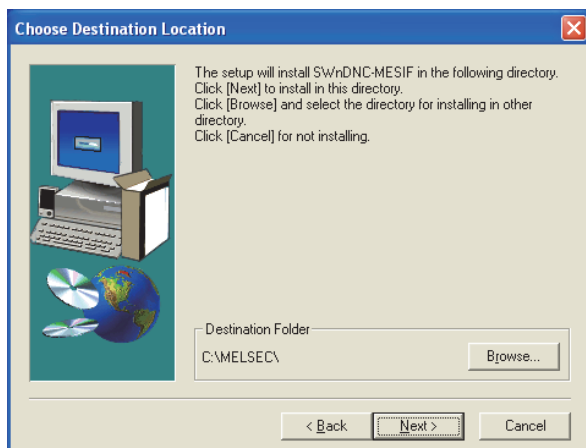 Choose Destination Location
The setup will install SWnDNC-MESIF in the following directory.
Click [Next] to install in this directory.
Click [Browse] and select the directory for installing in other
directory.
Click [Cancel] for not installing.
Destination Folder
C:\MELSEC\
Browse...
< Back
Next >
Cancel